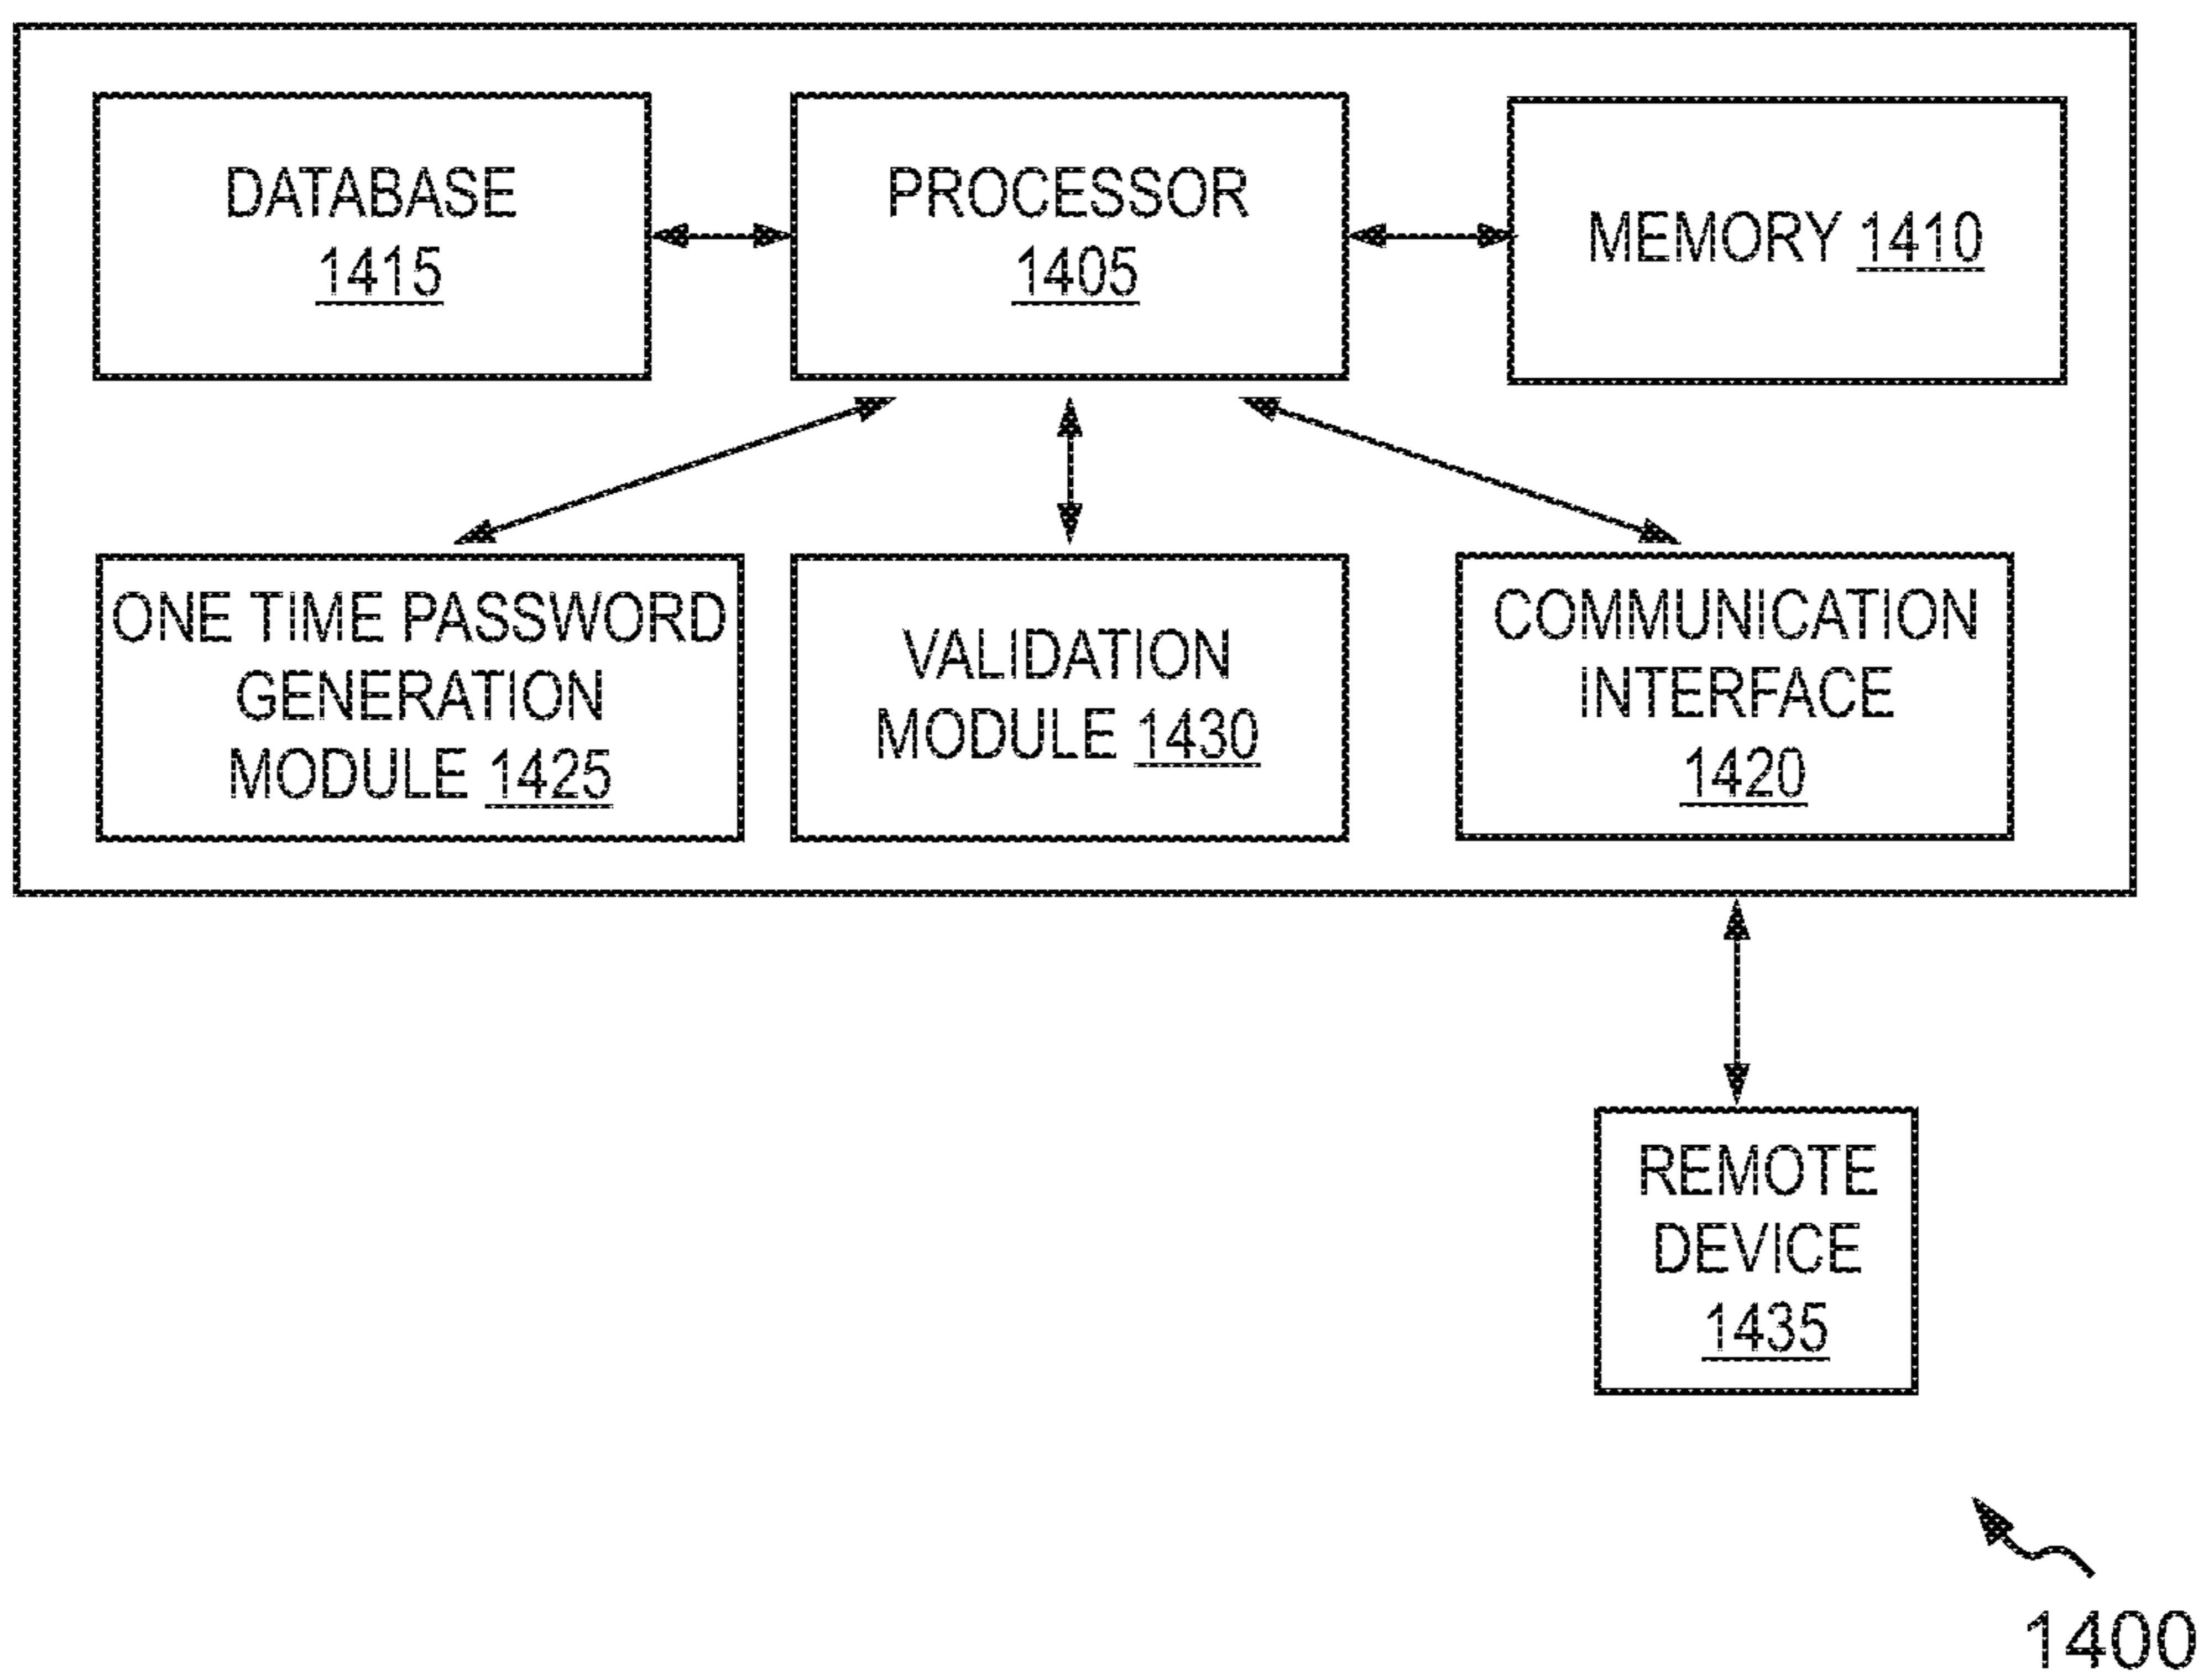 DATABASE
1415
PROCESSOR
1405
MEMORY 1410
ONE TIME PASSWORD
GENERATION
MODULE 1425
VALIDATION
MODULE 1430
COMMUNICATION
INTERFACE
1420
REMOTE
DEVICE
1435
1400